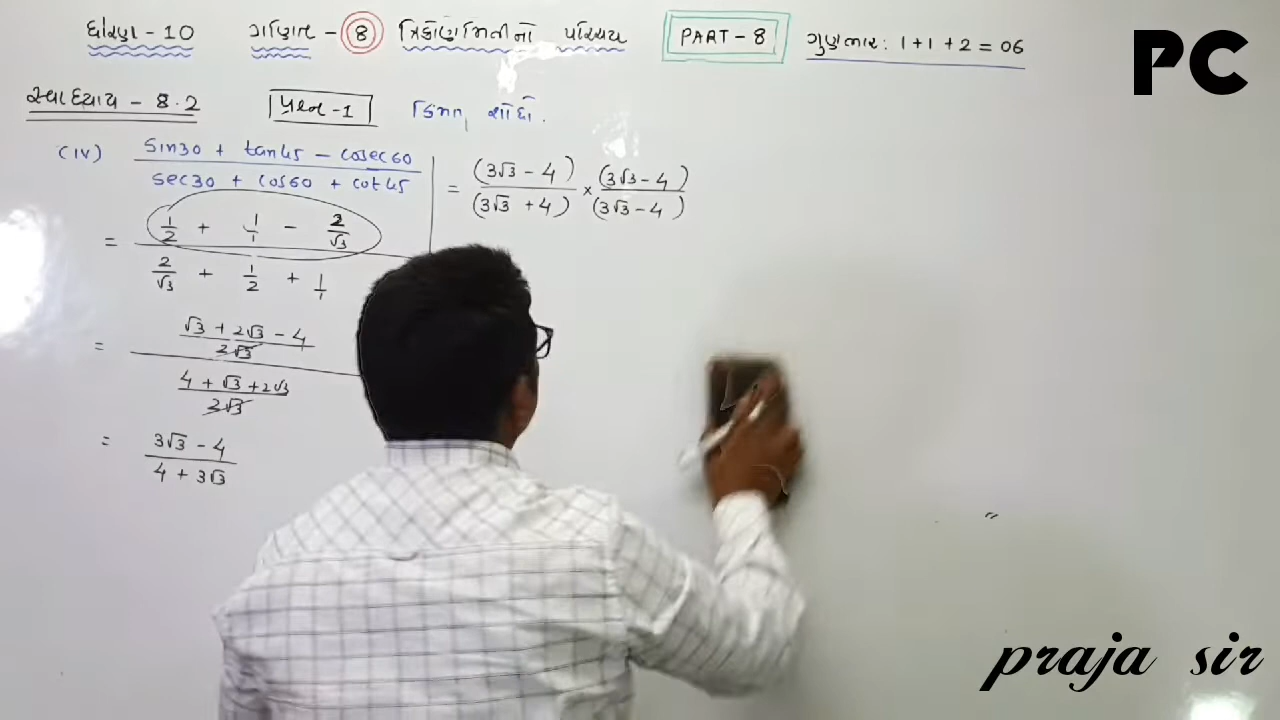 ધોરણ - 10 ગણિત - 8 ત્રિકોણમિતીનો પરિચય PART - 8 ગુણભાર : 1 + 1 + 2 = 06
PC
સ્વાધ્યાય - 8.2 પ્રશ્ન - 1 કિંમત શોધો.
(iv) sin30 + tan45 - cosec60
sec30 + cos60 + cot45
= 1/2 + 1/1 - 2/√3
2/√3 + 1/2 + 1/1
= √3 + 2√3 - 4
2√3
4 + √3 + 2√3
2√3
= 3√3 - 4
4 + 3√3
= (3√3 - 4) × (3√3 - 4)
(3√3 + 4) (3√3 - 4)
praja sir